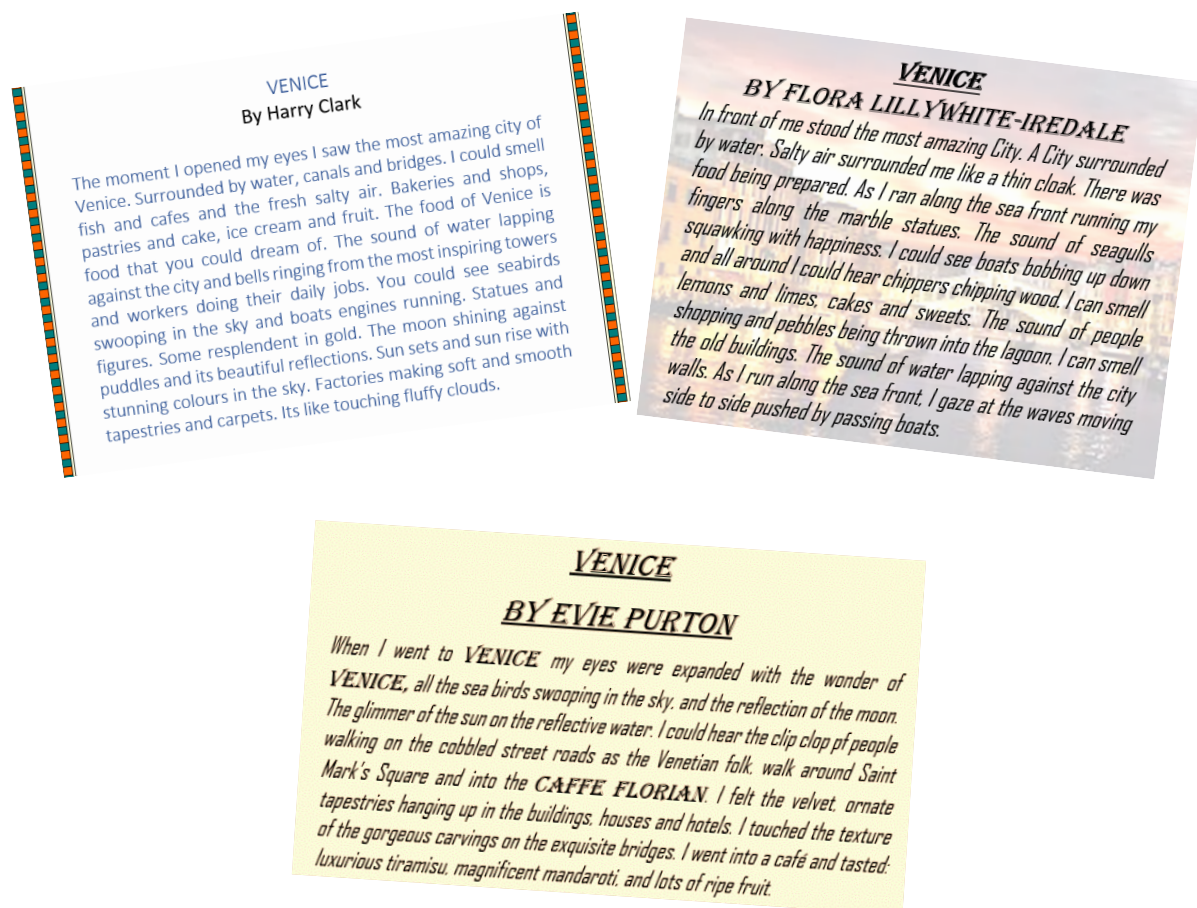 VENICE
By Harry Clark
The moment I opened my eyes I saw the most amazing city of
Venice. Surrounded by water, canals and bridges. I could smell
fish and cafes and the fresh salty air. Bakeries and shops,
pastries and cake, ice cream and fruit. The food of Venice is
food that you could dream of. The sound of water lapping
against the city and bells ringing from the most inspiring towers
and workers doing their daily jobs. You could see seabirds
swooping in the sky and boats engines running. Statues and
figures. Some resplendent in gold. The moon shining against
puddles and its beautiful reflections. Sun sets and sun rise with
stunning colours in the sky. Factories making soft and smooth
tapestries and carpets. Its like touching fluffy clouds.
VENICE
BY FLORA LILLYWHITE-IREDALE
In front of me stood the most amazing City. A City surrounded
by water. Salty air surrounded me like a thin cloak. There was
food being prepared. As I ran along the sea front running my
fingers along the marble statues. The sound of seagulls
squawking with happiness. I could see boats bobbing up down
and all around I could hear chippers chipping wood. I can smell
lemons and limes, cakes and sweets. The sound of people
shopping and pebbles being thrown into the lagoon. I can smell
the old buildings. The sound of water lapping against the city
walls. As I run along the sea front, I gaze at the waves moving
side to side pushed by passing boats.
VENICE
BY EVIE PURTON
When I went to VENICE my eyes were expanded with the wonder of
VENICE, all the sea birds swooping in the sky, and the reflection of the moon.
The glimmer of the sun on the reflective water. I could hear the clip clop pf people
walking on the cobbled street roads as the Venetian folk, walk around Saint
Mark's Square and into the CAFFE FLORIAN. I felt the velvet, ornate
tapestries hanging up in the buildings, houses and hotels. I touched the texture
of the gorgeous carvings on the exquisite bridges. I went into a café and tasted:
luxurious tiramisu, magnificent mandaroti, and lots of ripe fruit.